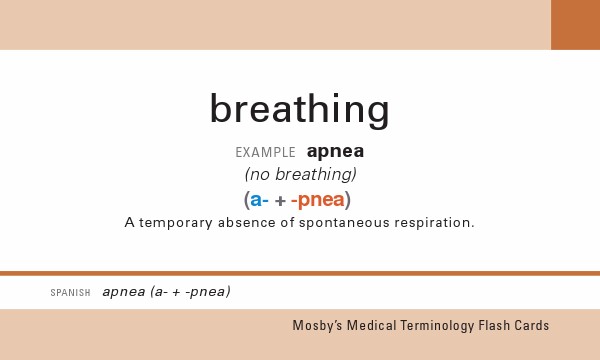 breathing
EXAMPLE apnea
(no breathing)
(a- + -pnea)
A temporary absence of spontaneous respiration.
SPANISH apnea (a- + -pnea)
Mosby's Medical Terminology Flash Cards